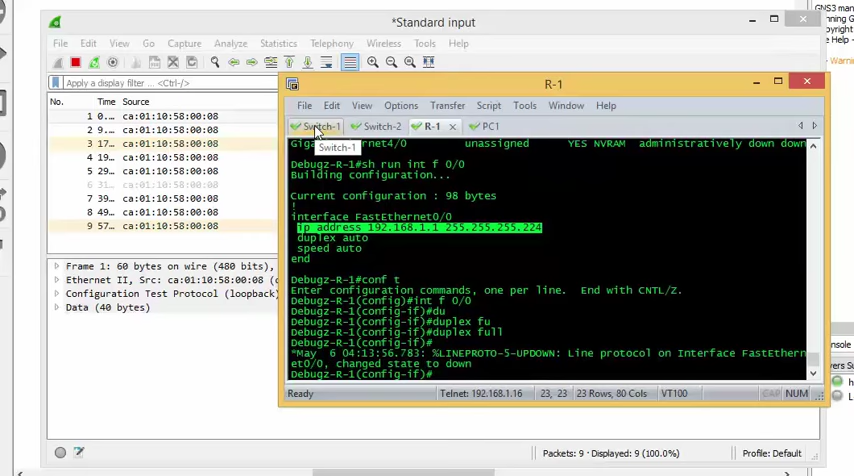 *Standard input
GNS3 man
File Edit View Go Capture Analyze Statistics Telephony Wireless Tools Help
Apply a display filter ... <Ctrl-/>
No. Time Source
1 9... ca:01:10:58:00:08
2 9... ca:01:10:58:00:08
3 17... ca:01:10:58:00:08
4 19... ca:01:10:58:00:08
5 29... ca:01:10:58:00:08
6 31... ca:01:10:58:00:08
7 39... ca:01:10:58:00:08
8 49... ca:01:10:58:00:08
9 57... ca:01:10:58:00:08
Frame 1: 60 bytes on wire (480 bits),
Ethernet II, Src: ca:01:10:58:00:08
Configuration Test Protocol (loopback)
Data (40 bytes)
R-1
File Edit View Options Transfer Script Tools Window Help
Switch-1 Switch-2 R-1 PC1
Switch-1
unassigned YES NVRAM administratively down down
Debugz-R-1#sh run int f 0/0
Building configuration...
Current configuration : 98 bytes
!
interface FastEthernet0/0
ip address 192.168.1.1 255.255.255.224
duplex auto
speed auto
end
Debugz-R-1#conf t
Enter configuration commands, one per line. End with CNTL/Z.
Debugz-R-1(config)#int f 0/0
Debugz-R-1(config-if)#du
Debugz-R-1(config-if)#duplex fu
Debugz-R-1(config-if)#duplex full
Debugz-R-1(config-if)#
*May 6 04:13:56.783: %LINEPROTO-5-UPDOWN: Line protocol on Interface FastEthern
et0/0, changed state to down
Debugz-R-1(config-if)#
Ready Telnet: 192.168.1.16 23, 23 23 Rows, 80 Cols VT100 CAP NUM
Packets: 9 · Displayed: 9 (100.0%) Profile: Default